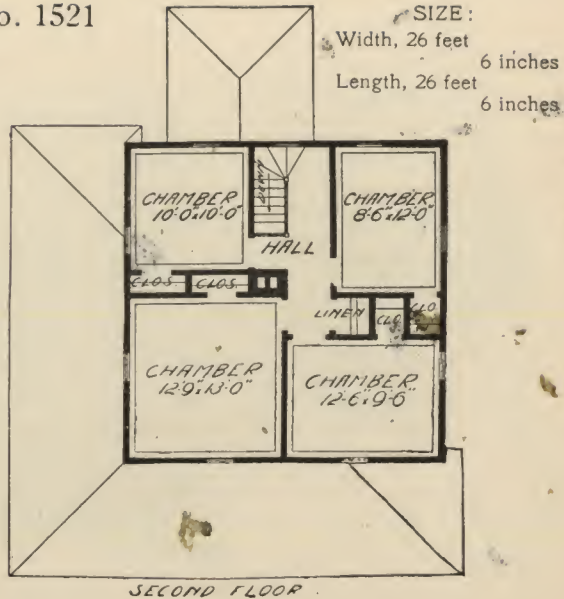 o. 1521
SIZE:
Width, 26 feet
6 inches
Length, 26 feet
6 inches
CHAMBER
10'-0"x10'-0"
DOWN
CHAMBER
8'-6"x12'-0"
HALL
CLOS.
CLOS.
LINEN
CLO
CLO
CHAMBER
12'-9"x13'-0"
CHAMBER
12'-6"x9'-6"
SECOND FLOOR